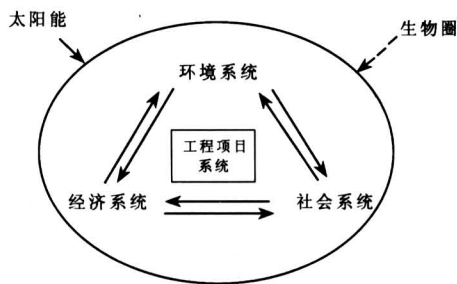 太阳能
生物圈
环境系统
工程项目
系统
经济系统
社会系统